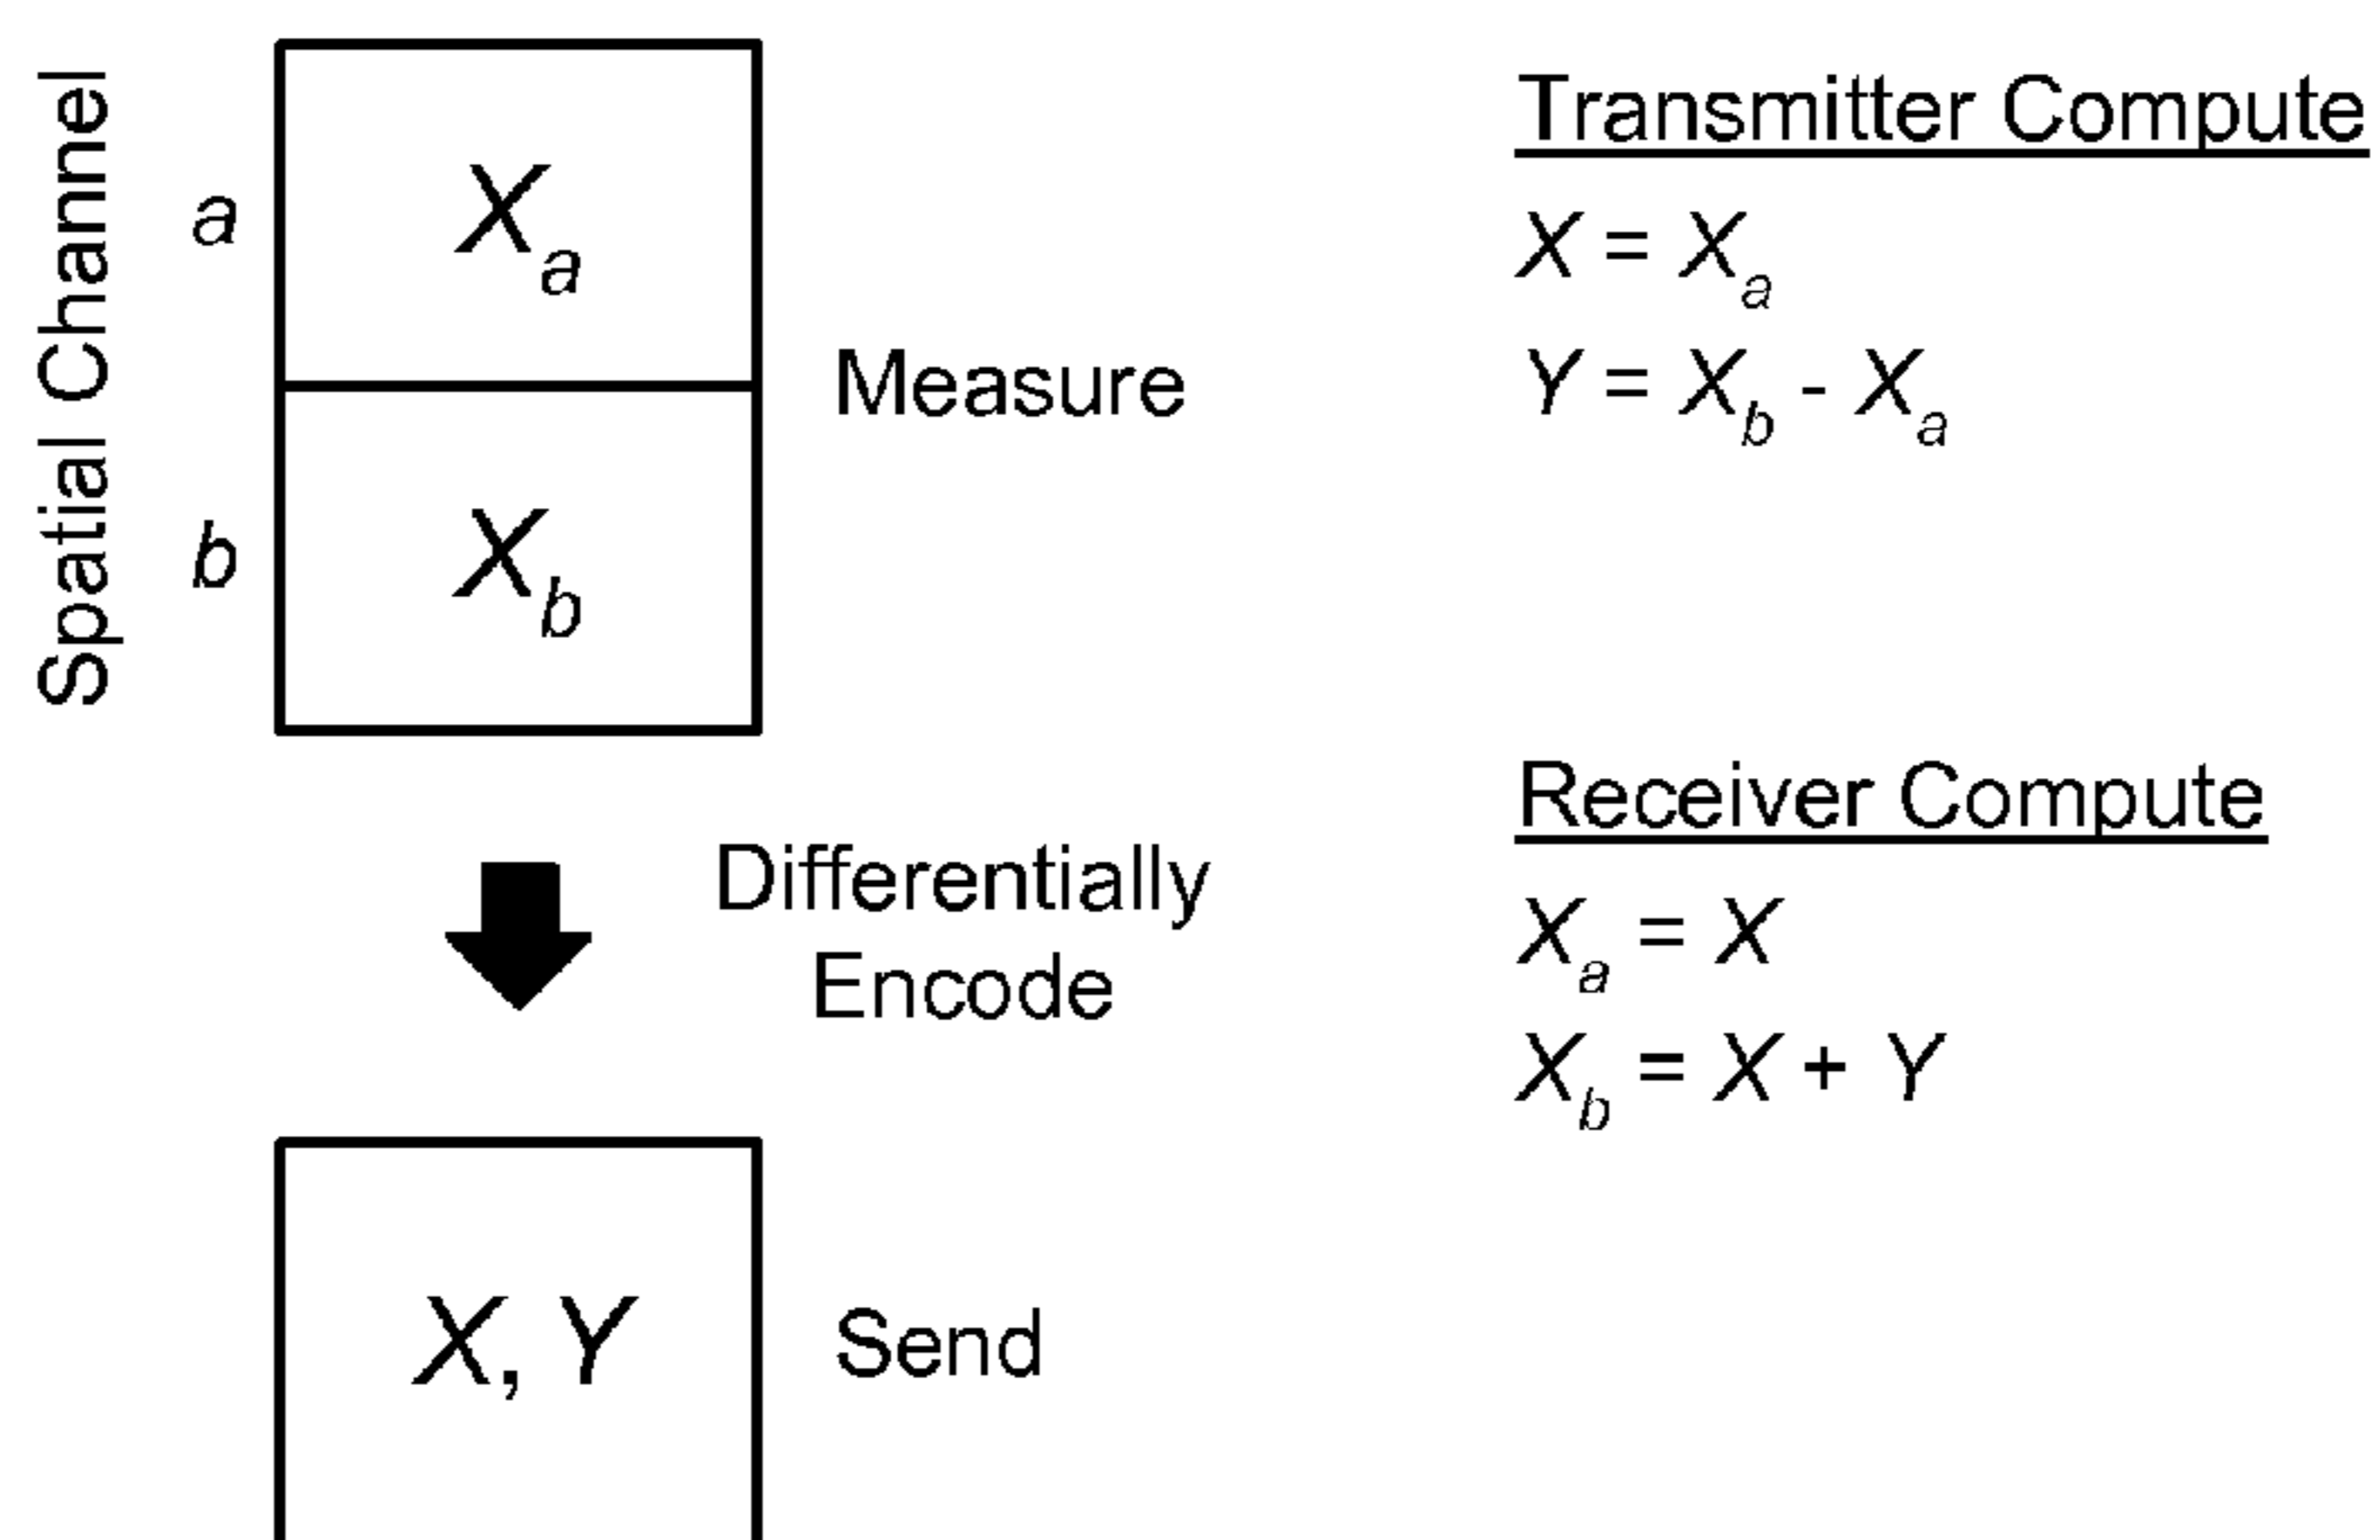 Spatial Channel
a
X_a
Measure
b
X_b
Differentially
Encode
X, Y
Send
Transmitter Compute
X = X_a
Y = X_b - X_a
Receiver Compute
X_a = X
X_b = X + Y